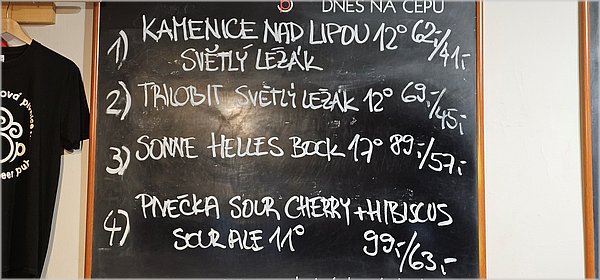 DNES NA ČEPU
1) KAMENICE NAD LIPOU 12° 62,-/41,-
SVĚTLÝ LEŽÁK
2) TRILOBIT SVĚTLÝ LEŽÁK 12° 69,-/45,-
3) SONNE HELLES BOCK 17° 89,-/57,-
4) PIVEČKA SOUR CHERRY + HIBISCUS
SOUR ALE 11° 99,-/63,-